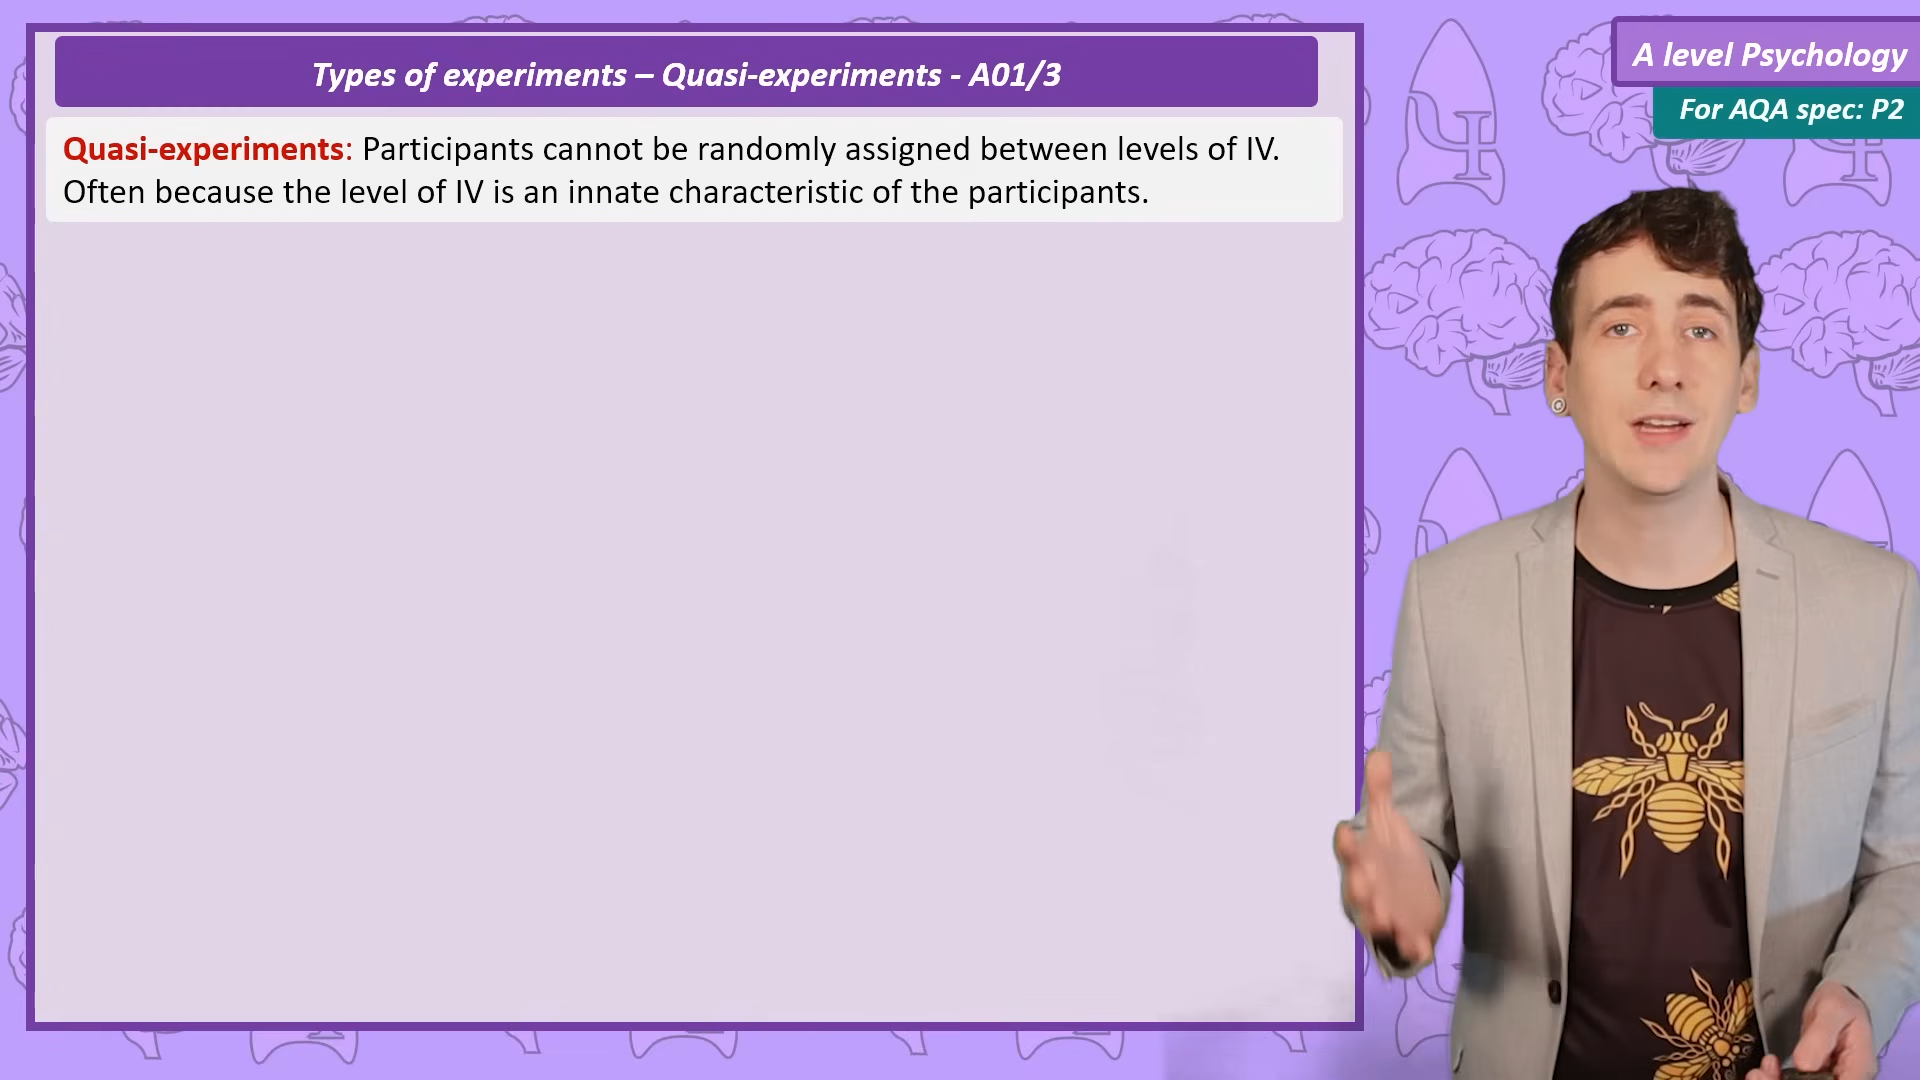 Types of experiments – Quasi-experiments - A01/3
A level Psychology
For AQA spec: P2
Quasi-experiments: Participants cannot be randomly assigned between levels of IV.
Often because the level of IV is an innate characteristic of the participants.